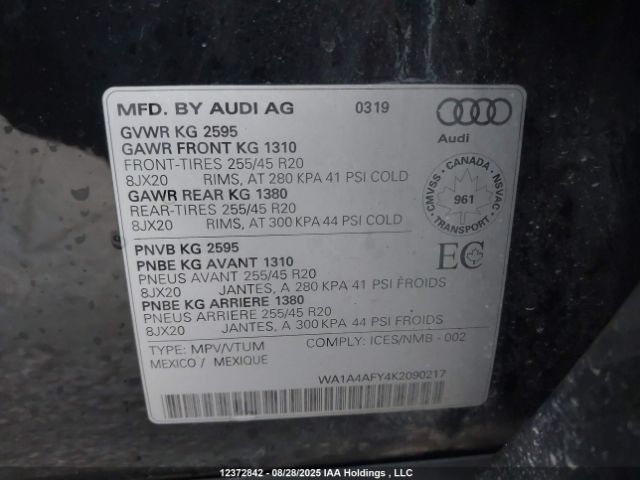 MFD. BY AUDI AG 0319
GVWR KG 2595
GAWR FRONT KG 1310
FRONT-TIRES 255/45 R20
8JX20 RIMS, AT 280 KPA 41 PSI COLD
GAWR REAR KG 1380
REAR-TIRES 255/45 R20
8JX20 RIMS, AT 300 KPA 44 PSI COLD
Audi
CMVSS - CANADA - NSVAC
961
TRANSPORT
PNVB KG 2595
PNBE KG AVANT 1310
PNEUS AVANT 255/45 R20
8JX20 JANTES, A 280 KPA 41 PSI FROIDS
PNBE KG ARRIERE 1380
PNEUS ARRIERE 255/45 R20
8JX20 JANTES, A 300 KPA 44 PSI FROIDS
EC
TYPE: MPV/VTUM COMPLY: ICES/NMB - 002
MEXICO / MEXIQUE
WA1A4AFY4K2090217
12372842 - 08/28/2025 IAA Holdings , LLC